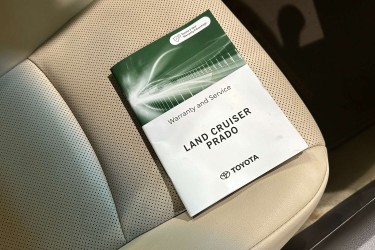 Warranty and Service
LAND CRUISER
PRADO
TOYOTA